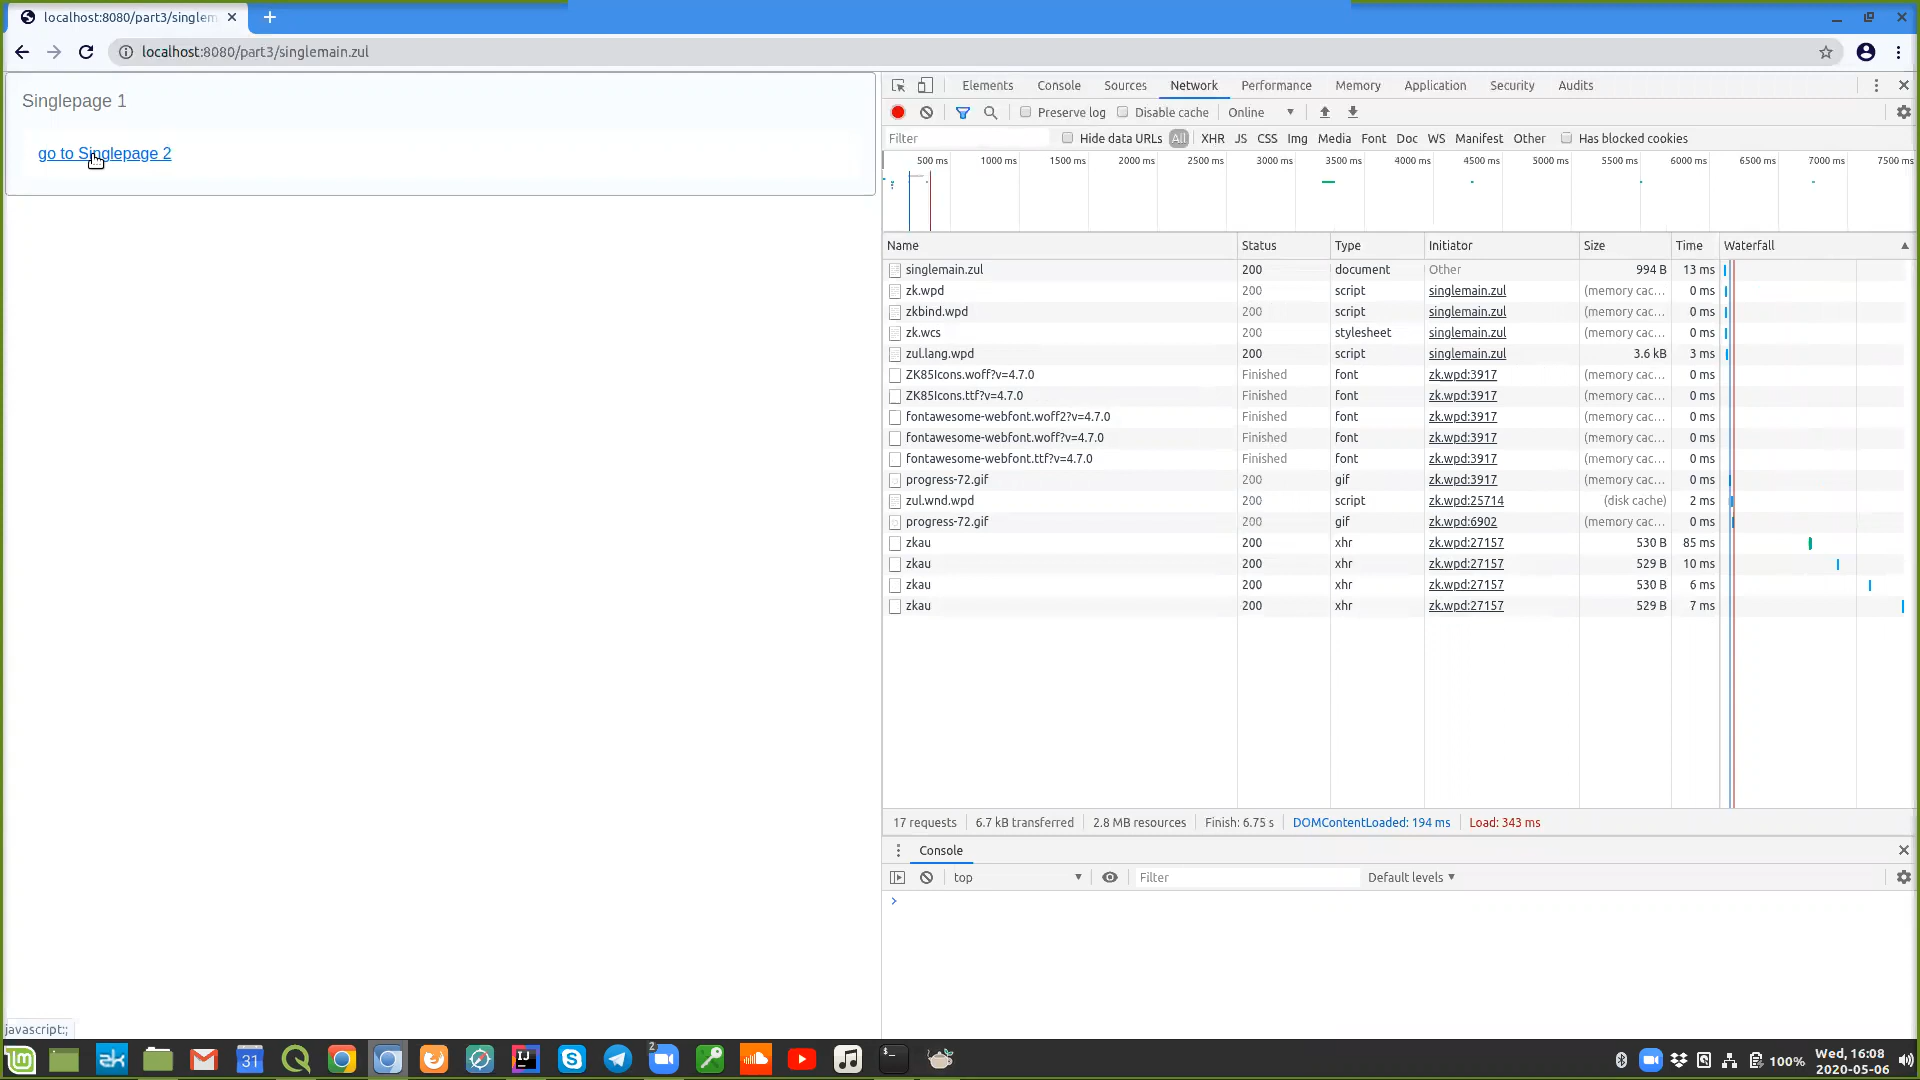 localhost:8080/part3/singlem
localhost:8080/part3/singlemain.zul
Singlepage 1
go to Singlepage 2
javascript:;
Elements Console Sources Network Performance Memory Application Security Audits
Preserve log Disable cache Online
Filter Hide data URLs All XHR JS CSS Img Media Font Doc WS Manifest Other Has blocked cookies
500 ms 1000 ms 1500 ms 2000 ms 2500 ms 3000 ms 3500 ms 4000 ms 4500 ms 5000 ms 5500 ms 6000 ms 6500 ms 7000 ms 7500 ms
Name Status Type Initiator Size Time Waterfall
singlemain.zul 200 document Other 994 B 13 ms
zk.wpd 200 script singlemain.zul (memory cac... 0 ms
zkbind.wpd 200 script singlemain.zul (memory cac... 0 ms
zk.wcs 200 stylesheet singlemain.zul (memory cac... 0 ms
zul.lang.wpd 200 script singlemain.zul 3.6 kB 3 ms
ZK85Icons.woff?v=4.7.0 Finished font zk.wpd:3917 (memory cac... 0 ms
ZK85Icons.ttf?v=4.7.0 Finished font zk.wpd:3917 (memory cac... 0 ms
fontawesome-webfont.woff2?v=4.7.0 Finished font zk.wpd:3917 (memory cac... 0 ms
fontawesome-webfont.woff?v=4.7.0 Finished font zk.wpd:3917 (memory cac... 0 ms
fontawesome-webfont.ttf?v=4.7.0 Finished font zk.wpd:3917 (memory cac... 0 ms
progress-72.gif 200 gif zk.wpd:3917 (memory cac... 0 ms
zul.wnd.wpd 200 script zk.wpd:25714 (disk cache) 2 ms
progress-72.gif 200 gif zk.wpd:6902 (memory cac... 0 ms
zkau 200 xhr zk.wpd:27157 530 B 85 ms
zkau 200 xhr zk.wpd:27157 529 B 10 ms
zkau 200 xhr zk.wpd:27157 530 B 6 ms
zkau 200 xhr zk.wpd:27157 529 B 7 ms
17 requests 6.7 kB transferred 2.8 MB resources Finish: 6.75 s DOMContentLoaded: 194 ms Load: 343 ms
Console
top Filter Default levels
zk 31 IJ 2 100% Wed, 16:08
2020-05-06